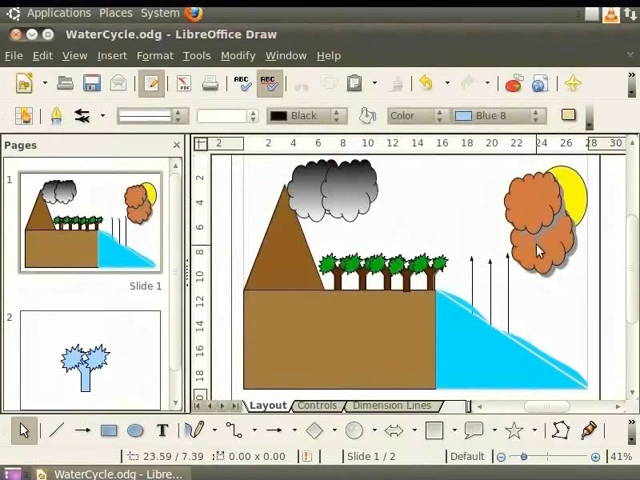 Applications Places System
WaterCycle.odg - LibreOffice Draw
File Edit View Insert Format Tools Modify Window Help
ABC ABC
Black Color Blue 8
Pages
2 2 4 6 8 10 12 14 16 18 20 22 24 26 28 30
2
4
6
8
10
12
14
16
18
1
Slide 1
2
Layout Controls Dimension Lines
T
23.59 / 7.39 0.00 x 0.00 Slide 1 / 2 Default 41%
WaterCycle.odg - Libre...